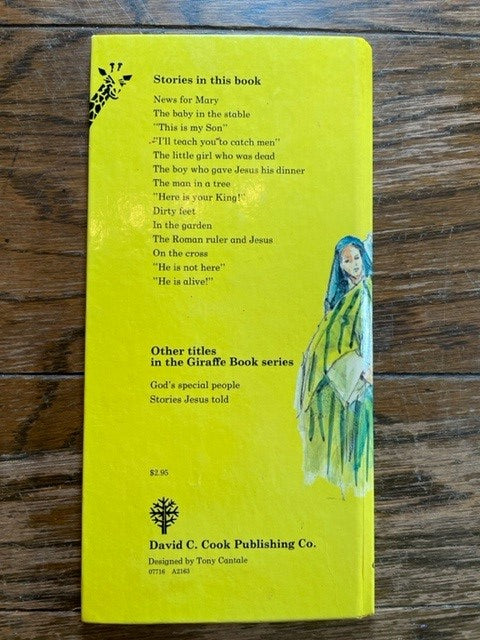 Stories in this book
News for Mary
The baby in the stable
"This is my Son"
"I'll teach you to catch men"
The little girl who was dead
The boy who gave Jesus his dinner
The man in a tree
"Here is your King!"
Dirty feet
In the garden
The Roman ruler and Jesus
On the cross
"He is not here"
"He is alive!"
Other titles
in the Giraffe Book series
God's special people
Stories Jesus told
$2.95
David C. Cook Publishing Co.
Designed by Tony Cantale
07716 A2163